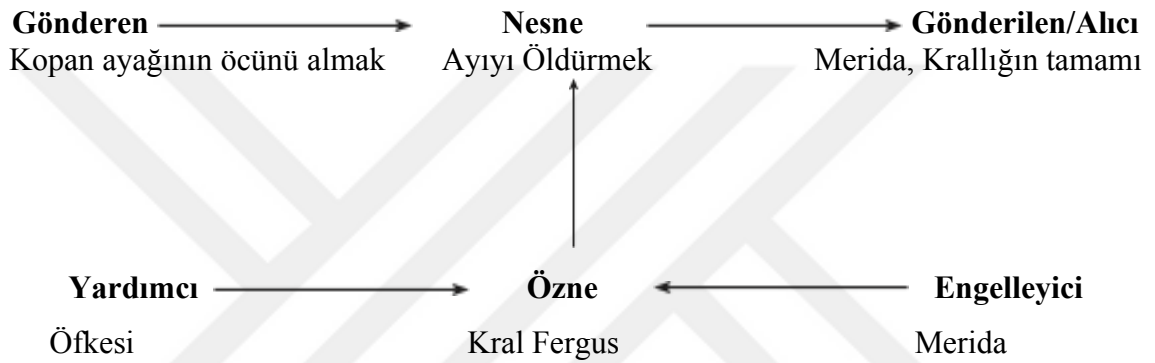 Gönderen Nesne Gönderilen/Alıcı
Kopan ayağının öcünü almak Ayıyı Öldürmek Merida, Krallığın tamamı
Yardımcı Özne Engelleyici
Öfkesi Kral Fergus Merida